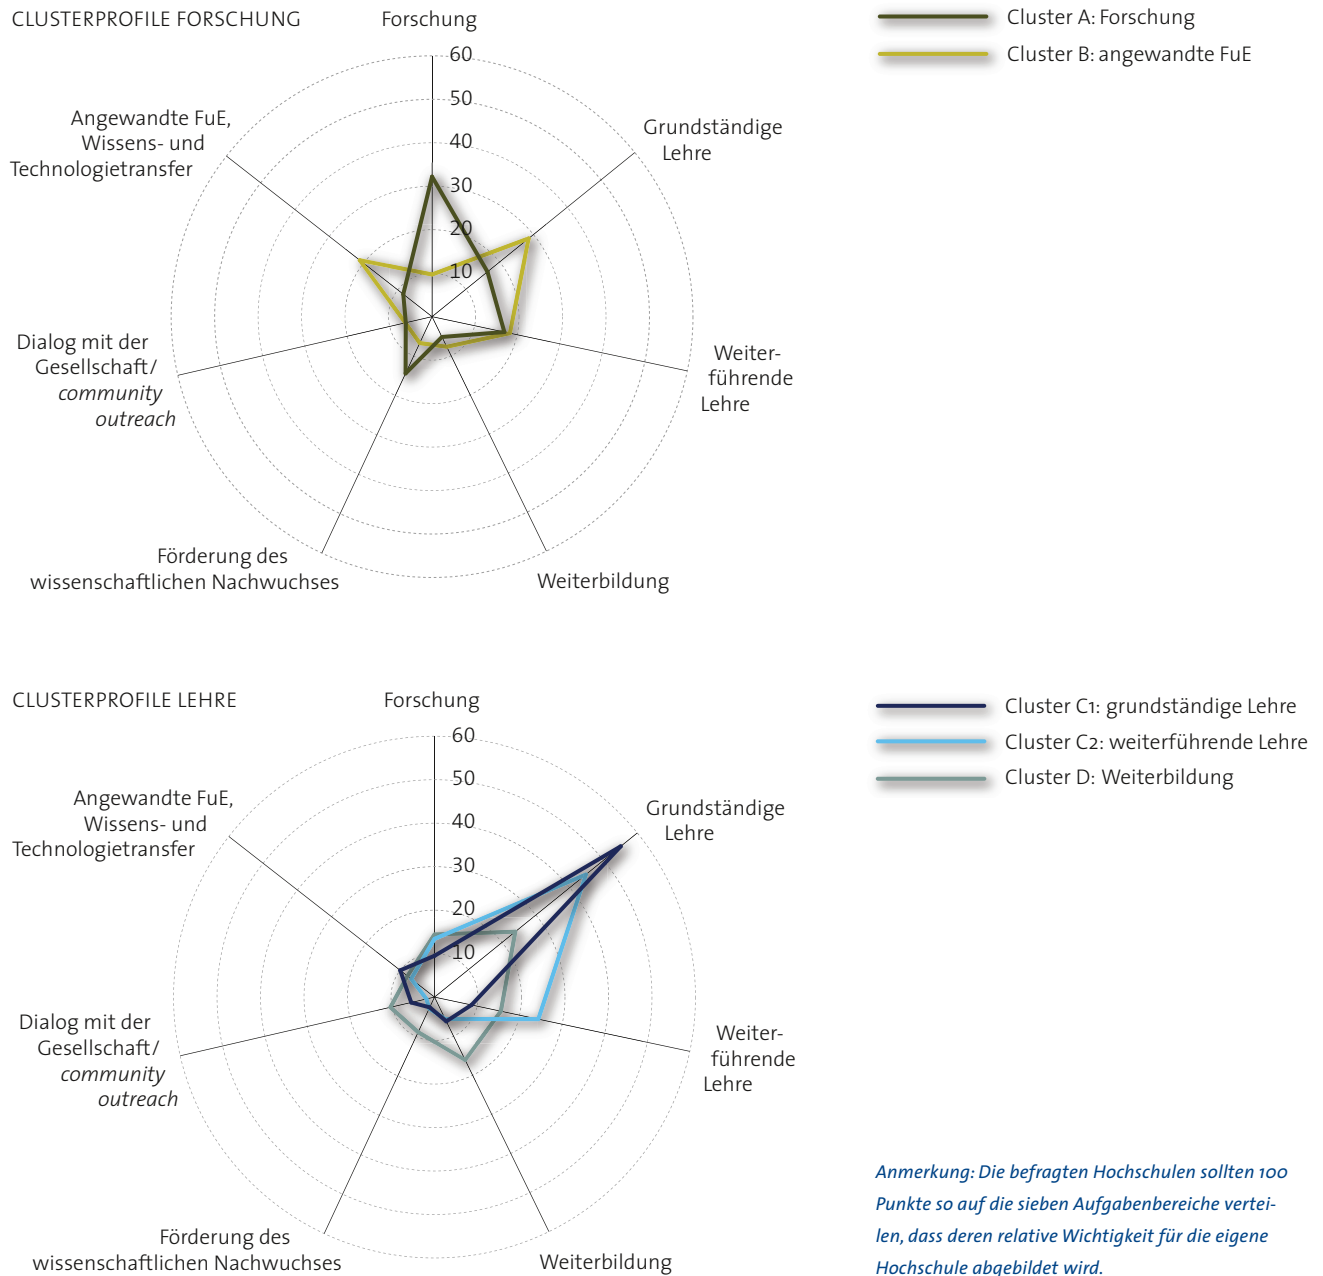 CLUSTERPROFILE FORSCHUNG
Forschung
Cluster A: Forschung
Cluster B: angewandte FuE
60
50
40
30
20
10
Angewandte FuE,
Wissens- und
Technologietransfer
Grundständige
Lehre
Dialog mit der
Gesellschaft/
community
outreach
Weiter-
führende
Lehre
Förderung des
wissenschaftlichen Nachwuchses
Weiterbildung
CLUSTERPROFILE LEHRE
Forschung
Cluster C1: grundständige Lehre
Cluster C2: weiterführende Lehre
Cluster D: Weiterbildung
60
50
40
30
20
10
Angewandte FuE,
Wissens- und
Technologietransfer
Grundständige
Lehre
Dialog mit der
Gesellschaft/
community
outreach
Weiter-
führende
Lehre
Förderung des
wissenschaftlichen Nachwuchses
Weiterbildung
Anmerkung: Die befragten Hochschulen sollten 100
Punkte so auf die sieben Aufgabenbereiche vertei-
len, dass deren relative Wichtigkeit für die eigene
Hochschule abgebildet wird.